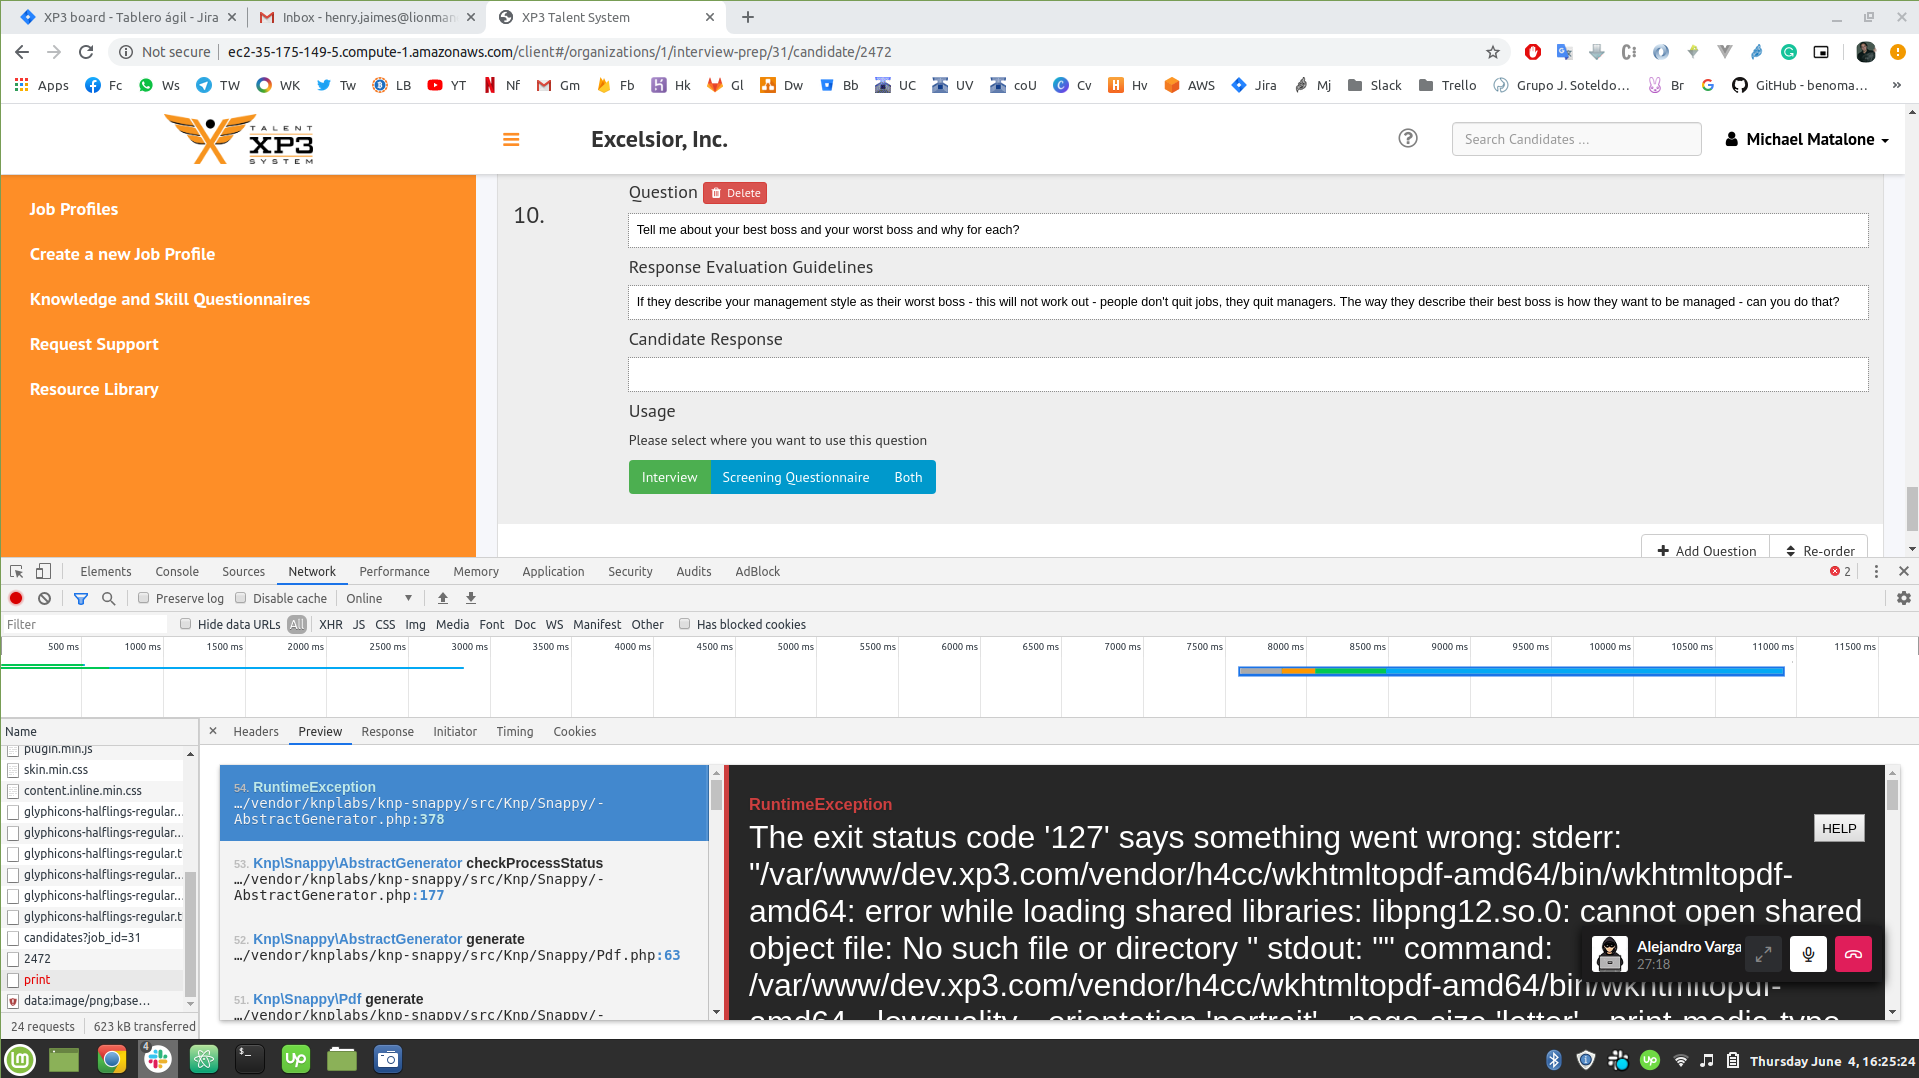 XP3 board - Tablero ágil - Jira
Inbox - henry.jaimes@lionman
XP3 Talent System
Not secure
ec2-35-175-149-5.compute-1.amazonaws.com/client#/organizations/1/interview-prep/31/candidate/2472
Apps Fc Ws TW WK Tw LB YT Nf Gm Fb Hk Gl Dw Bb UC UV coU Cv Hv AWS Jira Mj Slack Trello Grupo J. Soteldo... Br GitHub - benoma... »
TALENT
XP3
SYSTEM
Excelsior, Inc.
Search Candidates ...
Michael Matalone
Job Profiles
Create a new Job Profile
Knowledge and Skill Questionnaires
Request Support
Resource Library
10.
Question Delete
Tell me about your best boss and your worst boss and why for each?
Response Evaluation Guidelines
If they describe your management style as their worst boss - this will not work out - people don't quit jobs, they quit managers. The way they describe their best boss is how they want to be managed - can you do that?
Candidate Response
Usage
Please select where you want to use this question
Interview Screening Questionnaire Both
Add Question Re-order
Elements Console Sources Network Performance Memory Application Security Audits AdBlock 2
Preserve log Disable cache Online
Filter Hide data URLs All XHR JS CSS Img Media Font Doc WS Manifest Other Has blocked cookies
500 ms 1000 ms 1500 ms 2000 ms 2500 ms 3000 ms 3500 ms 4000 ms 4500 ms 5000 ms 5500 ms 6000 ms 6500 ms 7000 ms 7500 ms 8000 ms 8500 ms 9000 ms 9500 ms 10000 ms 10500 ms 11000 ms 11500 ms
Name
plugin.min.js
skin.min.css
content.inline.min.css
glyphicons-halflings-regular...
glyphicons-halflings-regular...
glyphicons-halflings-regular.t
glyphicons-halflings-regular...
glyphicons-halflings-regular...
glyphicons-halflings-regular.t
candidates?job_id=31
2472
print
data:image/png;base...
24 requests 623 kB transferred
Headers Preview Response Initiator Timing Cookies
54. RuntimeException
…/vendor/knplabs/knp-snappy/src/Knp/Snappy/-
AbstractGenerator.php:378
53. Knp\Snappy\AbstractGenerator checkProcessStatus
…/vendor/knplabs/knp-snappy/src/Knp/Snappy/-
AbstractGenerator.php:177
52. Knp\Snappy\AbstractGenerator generate
…/vendor/knplabs/knp-snappy/src/Knp/Snappy/Pdf.php:63
51. Knp\Snappy\Pdf generate
…/vendor/knplabs/knp-snappy/src/Knp/Snappy/-
RuntimeException
HELP
The exit status code '127' says something went wrong: stderr:
"/var/www/dev.xp3.com/vendor/h4cc/wkhtmltopdf-amd64/bin/wkhtmltopdf-
amd64: error while loading shared libraries: libpng12.so.0: cannot open shared
object file: No such file or directory " stdout: "" command:
/var/www/dev.xp3.com/vendor/h4cc/wkhtmltopdf-amd64/bin/wkhtmltopdf-
amd64 --lowquality --orientation 'portrait' --page-size 'letter' --print-media-type
Alejandro Varga
27:18
4
Up
Up
Thursday June 4, 16:25:24